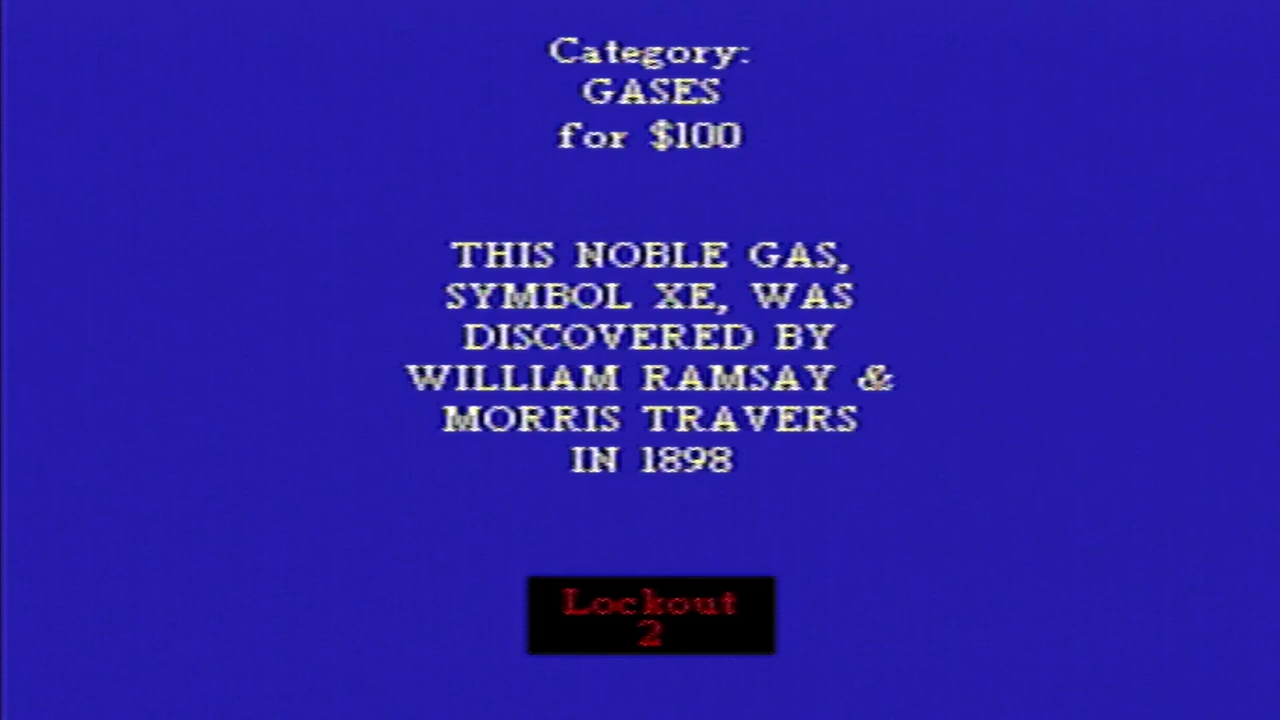 Category:
GASES
for $100
THIS NOBLE GAS,
SYMBOL XE, WAS
DISCOVERED BY
WILLIAM RAMSAY &
MORRIS TRAVERS
IN 1898
Lockout
2